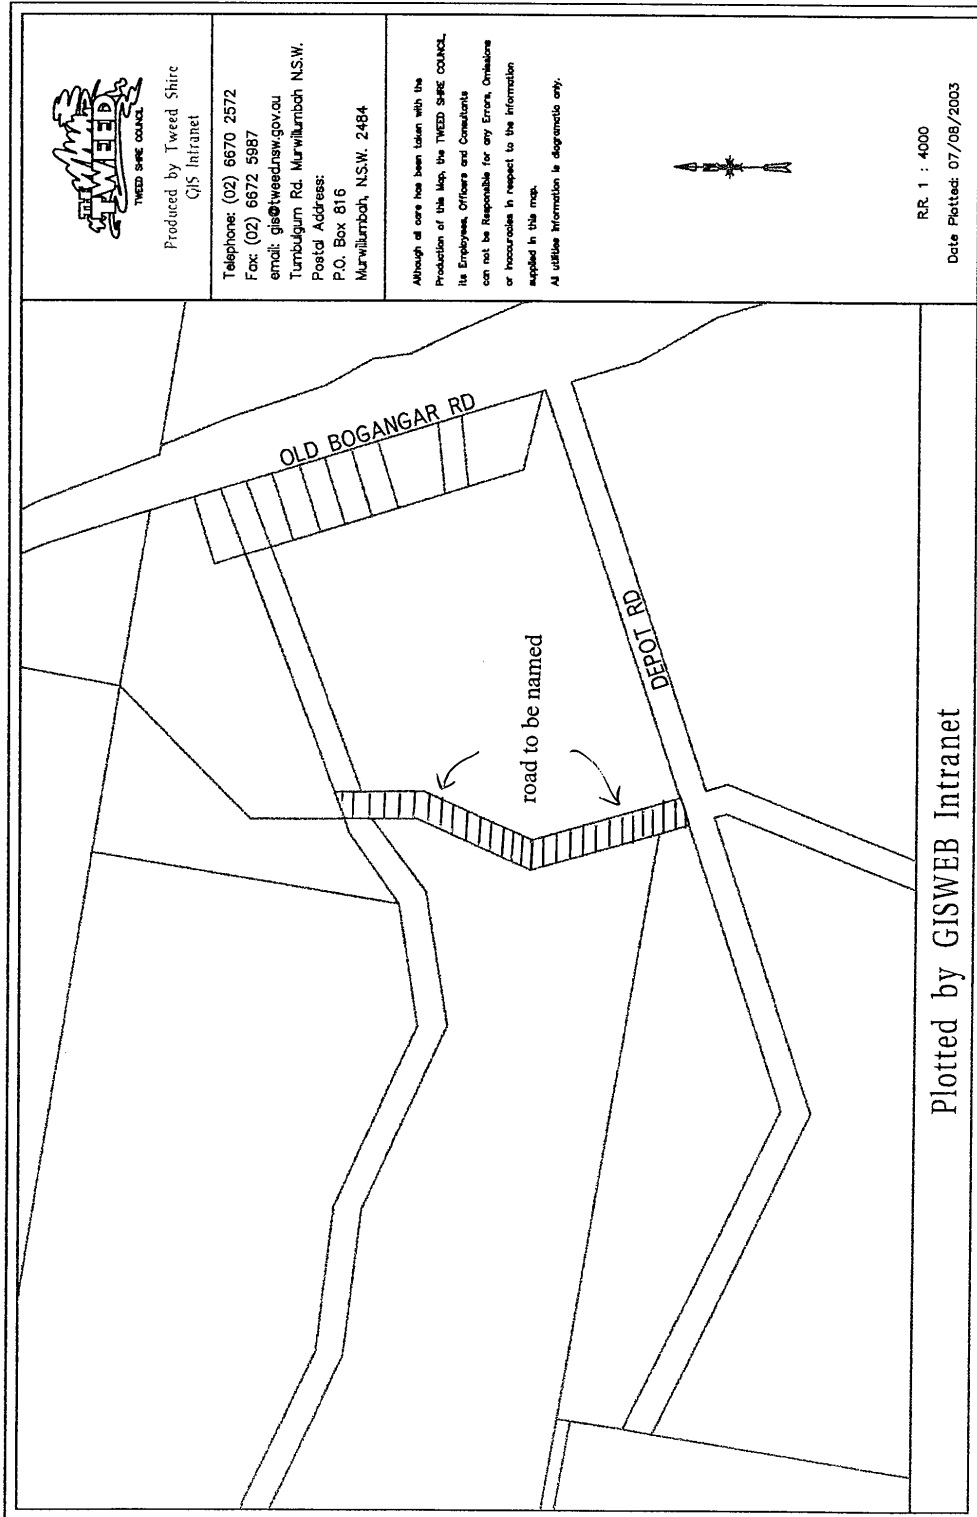 THE
TWEED
TWEED SHIRE COUNCIL
Produced by Tweed Shire
GIS Intranet
Telephone: (02) 6670 2572
Fax: (02) 6672 5987
email: gis@tweed.nsw.gov.au
Tumbulgum Rd. Murwillumbah N.S.W.
Postal Address:
P.O. Box 816
Murwillumbah, N.S.W. 2484
Although all care has been taken with the
Production of this Map, the TWEED SHIRE COUNCIL,
its Employees, Officers and Consultants
can not be Responsible for any Errors, Omissions
or Inaccuracies in respect to the information
supplied in this map.
All utilities information is diagramatic only.
N
R.R. 1 : 4000
Date Plotted: 07/08/2003
OLD BOGANGAR RD
road to be named
DEPOT RD
Plotted by GISWEB Intranet